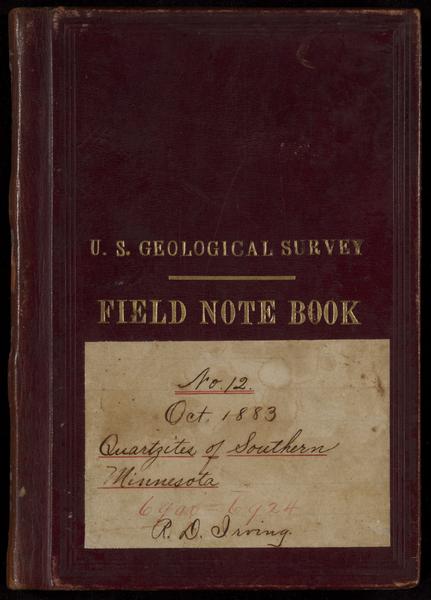 U. S. GEOLOGICAL SURVEY
FIELD NOTE BOOK
No. 12.
Oct. 1883
Quartzites of Southern
Minnesota
6900 - 6924
R. D. Irving.